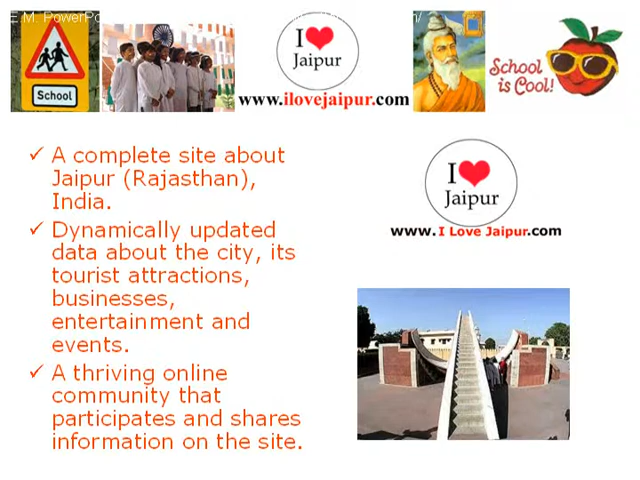 E.M. PowerPo
School
I
Jaipur
www.ilovejaipur.com
School
is Cool!
A complete site about
Jaipur (Rajasthan),
India.
Dynamically updated
data about the city, its
tourist attractions,
businesses,
entertainment and
events.
A thriving online
community that
participates and shares
information on the site.
I
Jaipur
www.I Love Jaipur.com